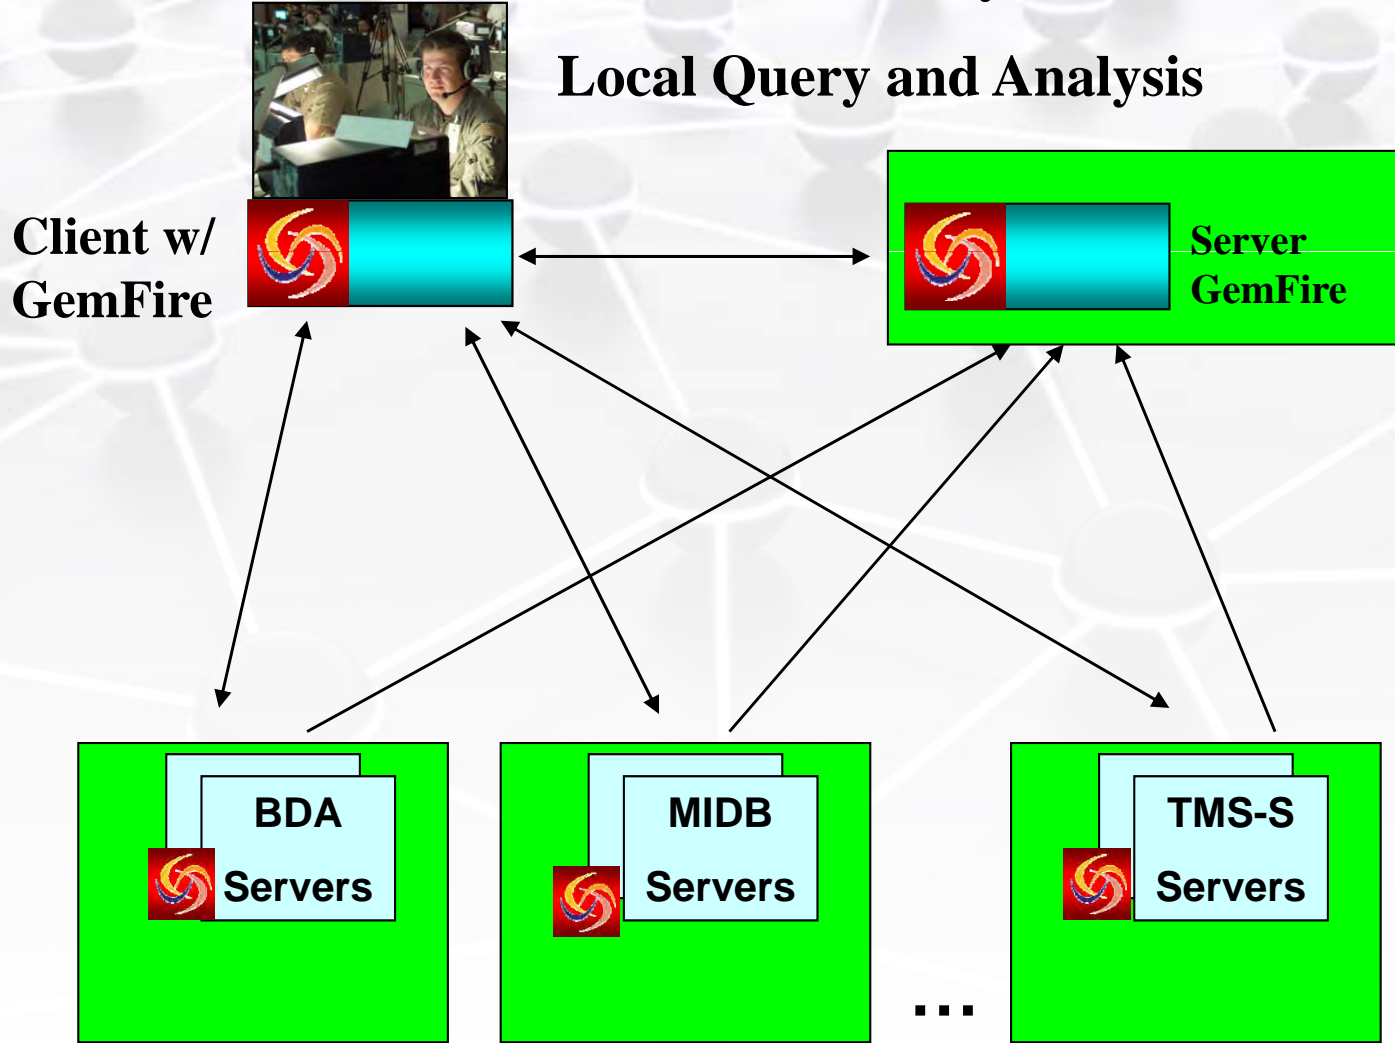 Local Query and Analysis
Client w/
GemFire
Server
GemFire
BDA
Servers
MIDB
Servers
TMS-S
Servers
...